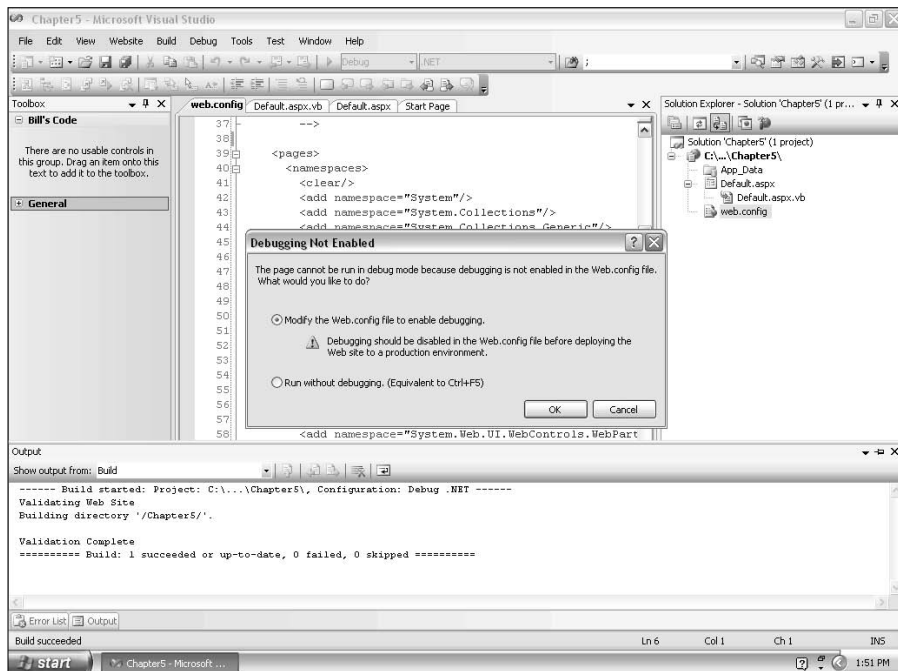 Chapter5 - Microsoft Visual Studio
File Edit View Website Build Debug Tools Test Window Help
Debug .NET ;
Toolbox
Bill's Code
There are no usable controls in
this group. Drag an item onto this
text to add it to the toolbox.
General
web.config Default.aspx.vb Default.aspx Start Page
37 -->
38
39 <pages>
40 <namespaces>
41 <clear/>
42 <add namespace="System"/>
43 <add namespace="System.Collections"/>
44 <add namespace="System.Collections.Generic"/>
45
46
47
48
49
50
51
52
53
54
55
56
57
58 <add namespace="System.Web.UI.WebControls.WebPart
Debugging Not Enabled
The page cannot be run in debug mode because debugging is not enabled in the Web.config file.
What would you like to do?
Modify the Web.config file to enable debugging.
Debugging should be disabled in the Web.config file before deploying the
Web site to a production environment.
Run without debugging. (Equivalent to Ctrl+F5)
OK Cancel
Solution Explorer - Solution 'Chapter5' (1 pr...
Solution 'Chapter5' (1 project)
C:\...\Chapter5\
App_Data
Default.aspx
Default.aspx.vb
web.config
Output
Show output from: Build
------ Build started: Project: C:\...\Chapter5\, Configuration: Debug .NET ------
Validating Web Site
Building directory '/Chapter5/'.
Validation Complete
========== Build: 1 succeeded or up-to-date, 0 failed, 0 skipped ==========
Error List Output
Build succeeded Ln 6 Col 1 Ch 1 INS
start Chapter5 - Microsoft ... 1:51 PM